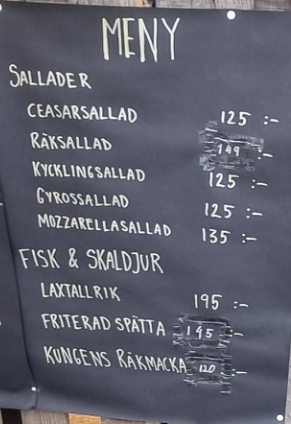 MENY
SALLADER
CEASARSALLAD 125 :-
RÄKSALLAD 149 :-
KYCKLINGSALLAD 125 :-
GYROSSALLAD 125 :-
MOZZARELLASALLAD 135 :-
FISK & SKALDJUR
LAXTALLRIK 195 :-
FRITERAD SPÄTTA 195 :-
KUNGENS RÄKMACKA 120 :-